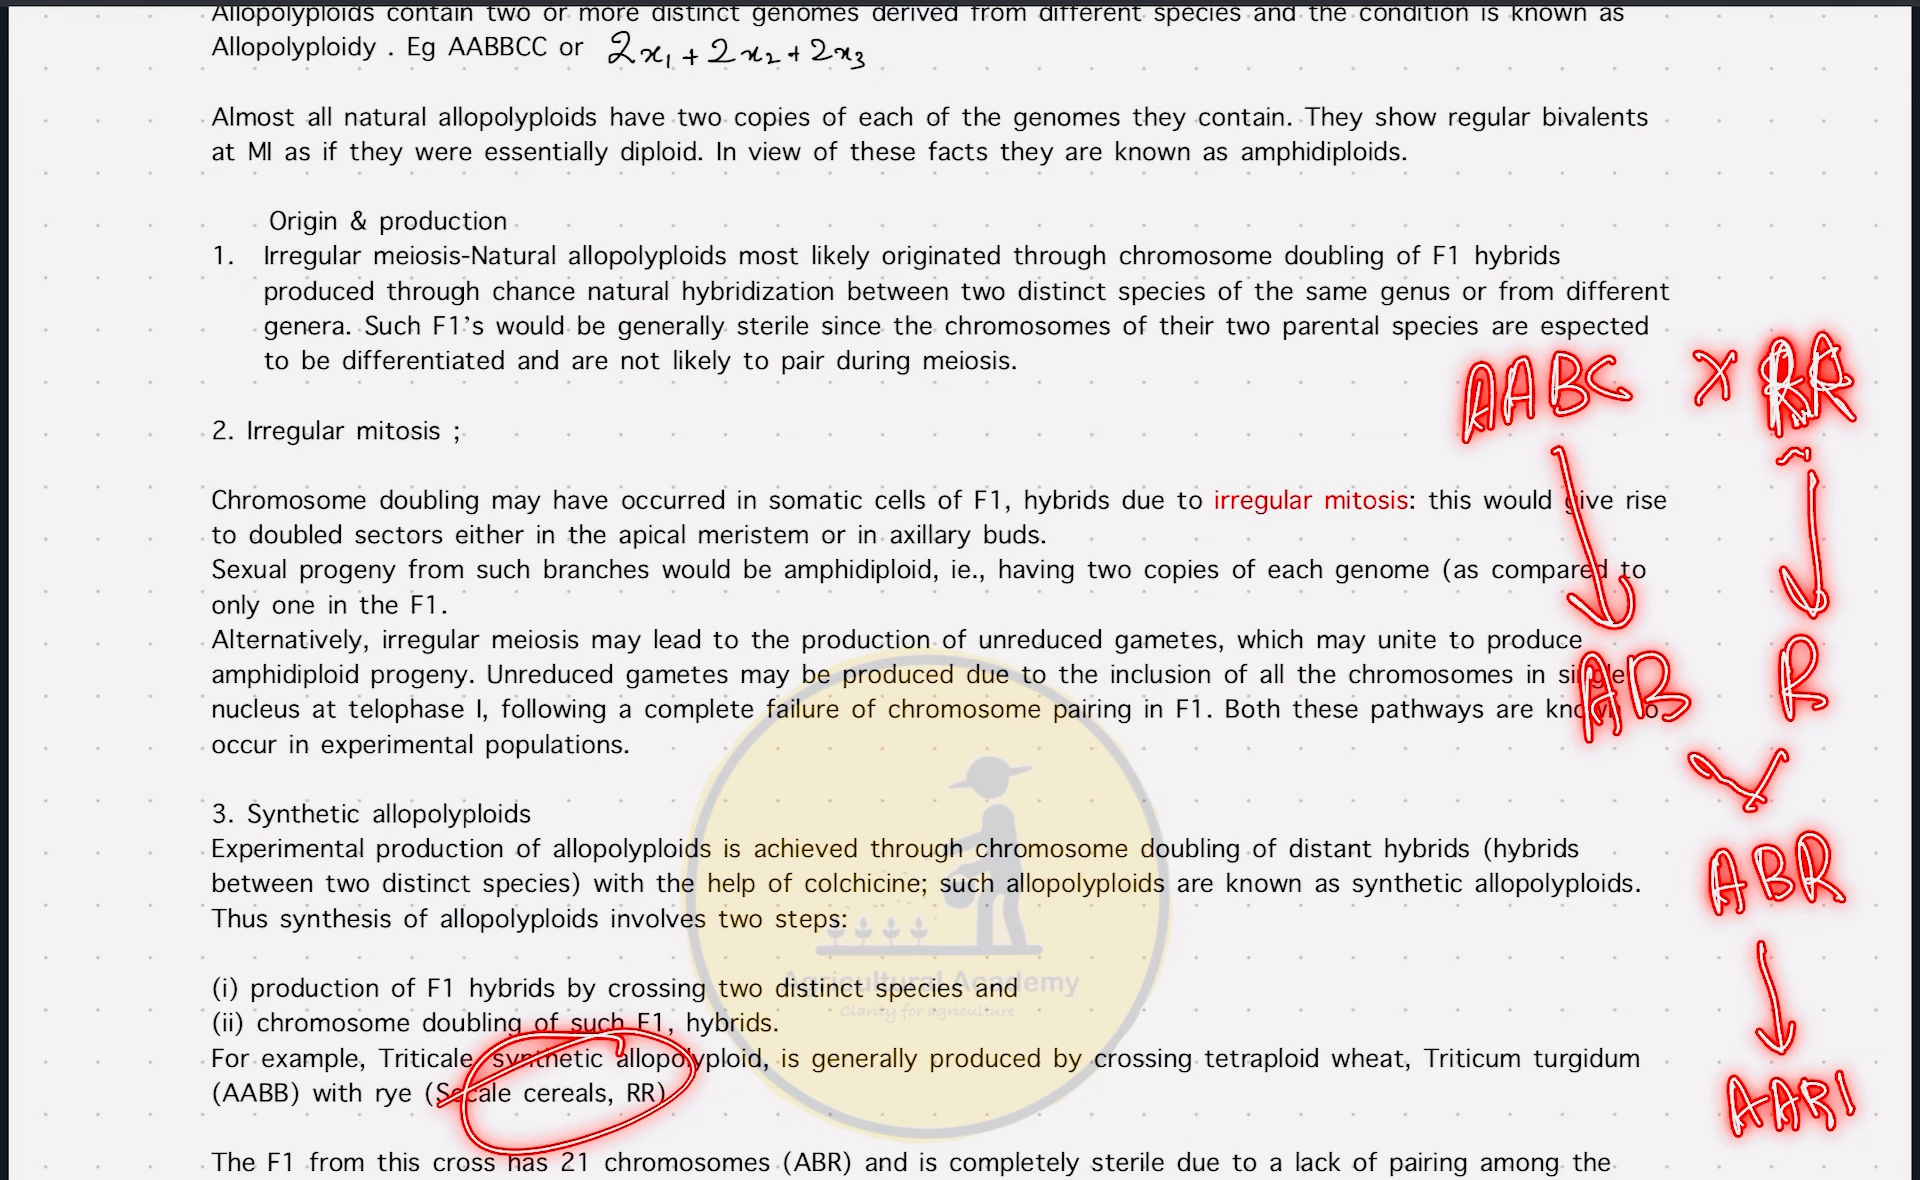 Allopolyploids contain two or more distinct genomes derived from different species and the condition is known as
Allopolyploidy . Eg AABBCC or 2x1 + 2x2 + 2x3
Almost all natural allopolyploids have two copies of each of the genomes they contain. They show regular bivalents
at MI as if they were essentially diploid. In view of these facts they are known as amphidiploids.
Origin & production
1. Irregular meiosis-Natural allopolyploids most likely originated through chromosome doubling of F1 hybrids
produced through chance natural hybridization between two distinct species of the same genus or from different
genera. Such F1's would be generally sterile since the chromosomes of their two parental species are espected
to be differentiated and are not likely to pair during meiosis.
AABC X RR
2. Irregular mitosis ;
Chromosome doubling may have occurred in somatic cells of F1, hybrids due to irregular mitosis: this would give rise
to doubled sectors either in the apical meristem or in axillary buds.
Sexual progeny from such branches would be amphidiploid, ie., having two copies of each genome (as compared to
only one in the F1.
Alternatively, irregular meiosis may lead to the production of unreduced gametes, which may unite to produce
amphidiploid progeny. Unreduced gametes may be produced due to the inclusion of all the chromosomes in single
nucleus at telophase I, following a complete failure of chromosome pairing in F1. Both these pathways are known to
occur in experimental populations.
AB R
3. Synthetic allopolyploids
Experimental production of allopolyploids is achieved through chromosome doubling of distant hybrids (hybrids
between two distinct species) with the help of colchicine; such allopolyploids are known as synthetic allopolyploids.
Thus synthesis of allopolyploids involves two steps:
ABR
(i) production of F1 hybrids by crossing two distinct species and
(ii) chromosome doubling of such F1, hybrids.
For example, Triticale, synthetic allopolyploid, is generally produced by crossing tetraploid wheat, Triticum turgidum
(AABB) with rye (Secale cereals, RR)
Agricultural Academy
Clarity for agriculture
The F1 from this cross has 21 chromosomes (ABR) and is completely sterile due to a lack of pairing among the